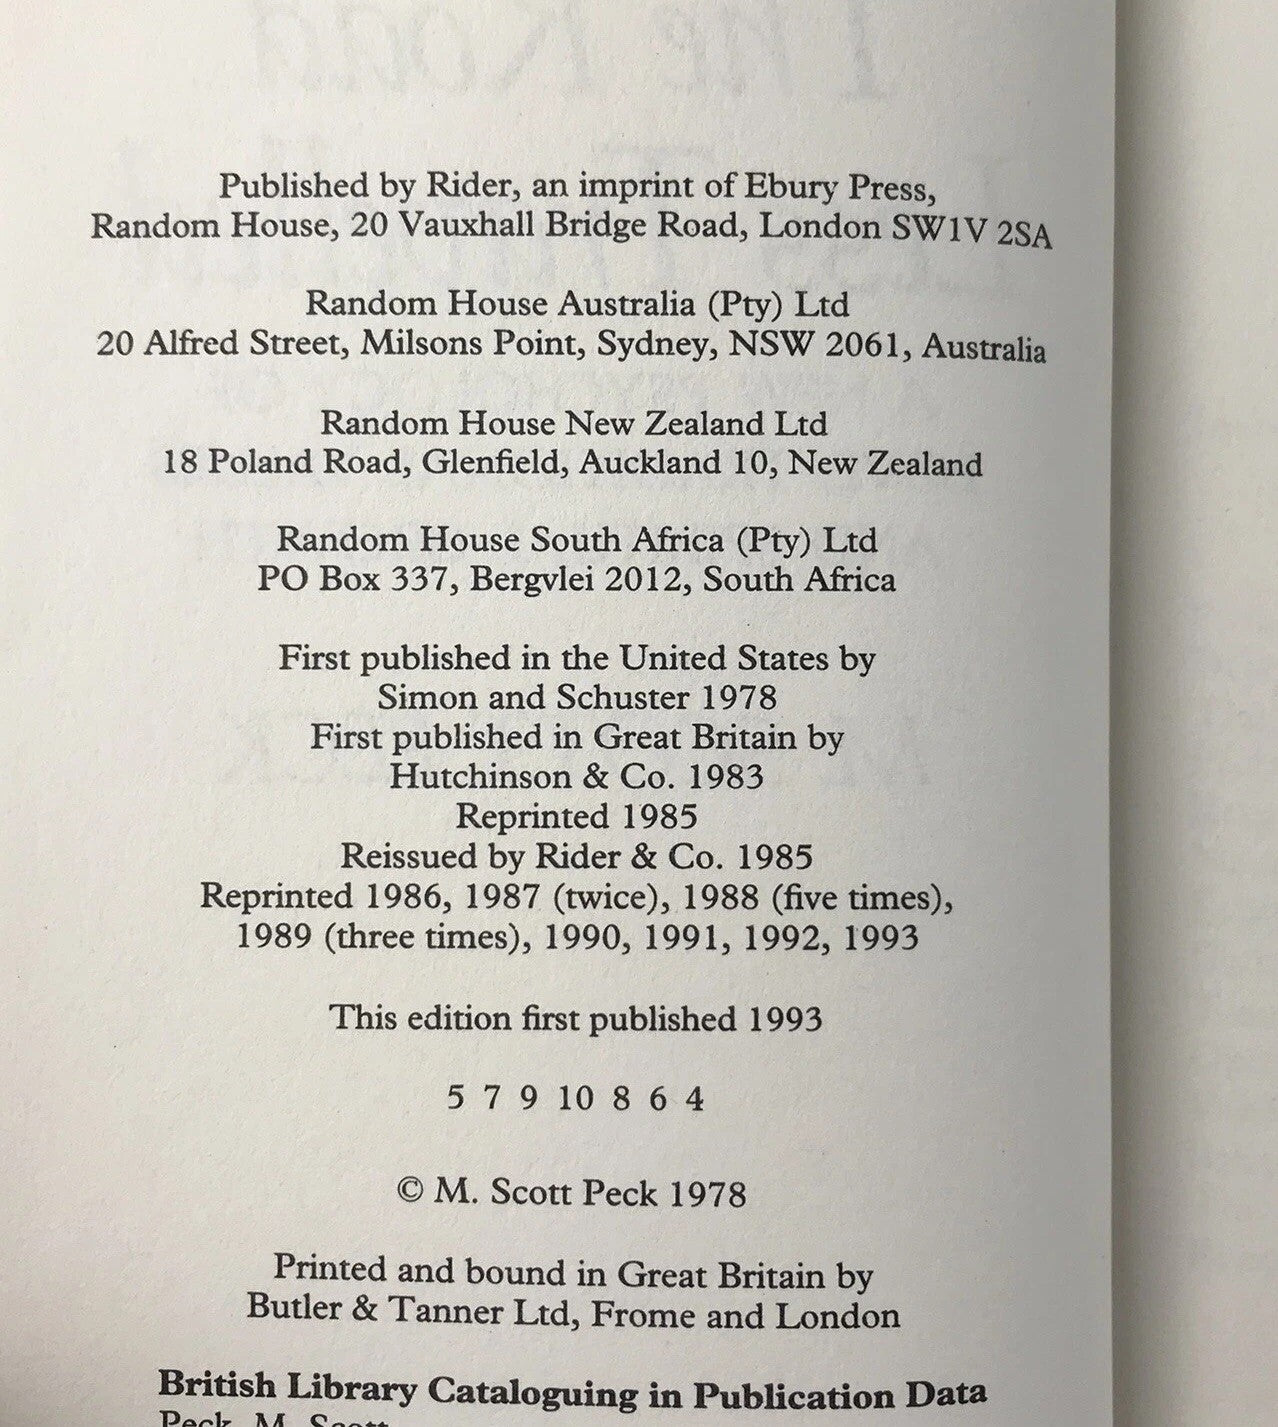 Published by Rider, an imprint of Ebury Press,
Random House, 20 Vauxhall Bridge Road, London SW1V 2SA
Random House Australia (Pty) Ltd
20 Alfred Street, Milsons Point, Sydney, NSW 2061, Australia
Random House New Zealand Ltd
18 Poland Road, Glenfield, Auckland 10, New Zealand
Random House South Africa (Pty) Ltd
PO Box 337, Bergvlei 2012, South Africa
First published in the United States by
Simon and Schuster 1978
First published in Great Britain by
Hutchinson & Co. 1983
Reprinted 1985
Reissued by Rider & Co. 1985
Reprinted 1986, 1987 (twice), 1988 (five times),
1989 (three times), 1990, 1991, 1992, 1993
This edition first published 1993
5 7 9 10 8 6 4
© M. Scott Peck 1978
Printed and bound in Great Britain by
Butler & Tanner Ltd, Frome and London
British Library Cataloguing in Publication Data
Peck, M. Scott